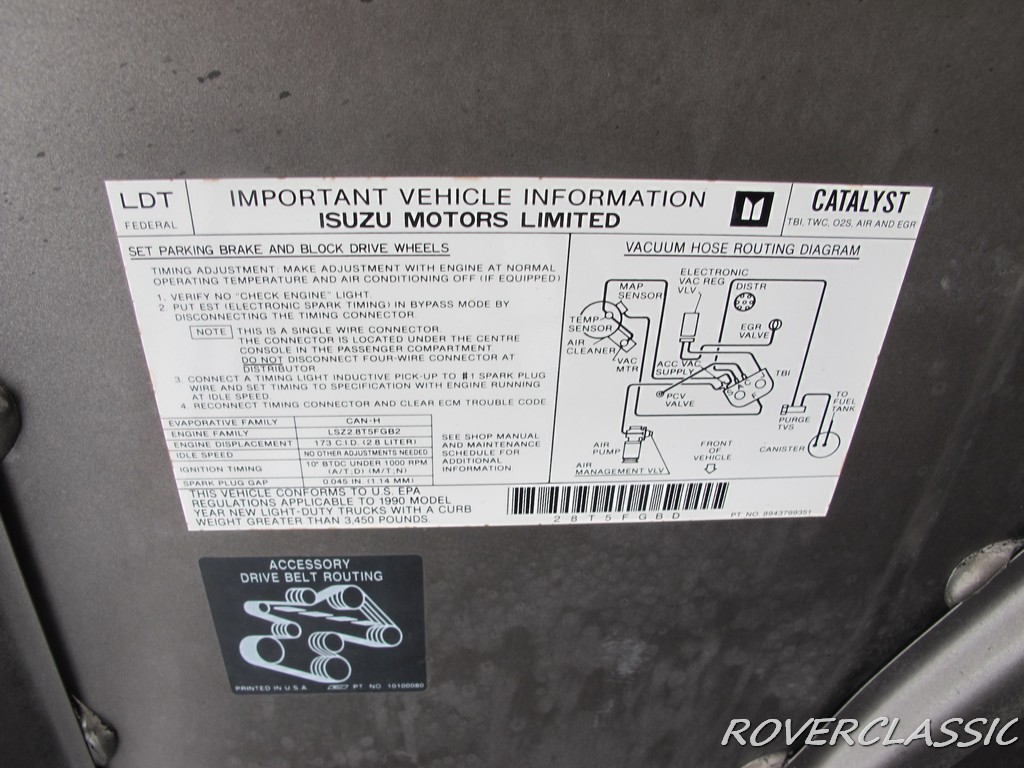 LDT
FEDERAL
IMPORTANT VEHICLE INFORMATION
ISUZU MOTORS LIMITED
CATALYST
TBI, TWC, O2S, AIR AND EGR
SET PARKING BRAKE AND BLOCK DRIVE WHEELS
TIMING ADJUSTMENT: MAKE ADJUSTMENT WITH ENGINE AT NORMAL
OPERATING TEMPERATURE AND AIR CONDITIONING OFF (IF EQUIPPED)
1. VERIFY NO "CHECK ENGINE" LIGHT.
2. PUT EST (ELECTRONIC SPARK TIMING) IN BYPASS MODE BY
DISCONNECTING THE TIMING CONNECTOR.
NOTE THIS IS A SINGLE WIRE CONNECTOR.
THE CONNECTOR IS LOCATED UNDER THE CENTRE
CONSOLE IN THE PASSENGER COMPARTMENT.
DO NOT DISCONNECT FOUR-WIRE CONNECTOR AT
DISTRIBUTOR
3. CONNECT A TIMING LIGHT INDUCTIVE PICK-UP TO #1 SPARK PLUG
WIRE AND SET TIMING TO SPECIFICATION WITH ENGINE RUNNING
AT IDLE SPEED.
4. RECONNECT TIMING CONNECTOR AND CLEAR ECM TROUBLE CODE.
EVAPORATIVE FAMILY CAN-H
ENGINE FAMILY LSZ2.8T5FGB2
ENGINE DISPLACEMENT 173 C.I.D (2.8 LITER)
IDLE SPEED NO OTHER ADJUSTMENTS NEEDED
IGNITION TIMING 10° BTDC UNDER 1000 RPM
(A/T;D) (M/T;N)
SPARK PLUG GAP 0.045 IN. (1.14 MM)
SEE SHOP MANUAL
AND MAINTENANCE
SCHEDULE FOR
ADDITIONAL
INFORMATION
THIS VEHICLE CONFORMS TO U.S. EPA
REGULATIONS APPLICABLE TO 1990 MODEL
YEAR NEW LIGHT-DUTY TRUCKS WITH A CURB
WEIGHT GREATER THAN 3,450 POUNDS.
VACUUM HOSE ROUTING DIAGRAM
MAP
SENSOR
ELECTRONIC
VAC REG
VLV
DISTR
TEMP
SENSOR
AIR
CLEANER
VAC
MTR
EGR
VALVE
ACC VAC
SUPPLY
TBI
PCV
VALVE
PURGE
TVS
TO
FUEL
TANK
CANISTER
AIR
PUMP
AIR
MANAGEMENT VLV
FRONT
OF
VEHICLE
28T5FGBD
PT NO 8943799351
ACCESSORY
DRIVE BELT ROUTING
PRINTED IN U.S.A.
PT. NO. 10100080
ROVERCLASSIC